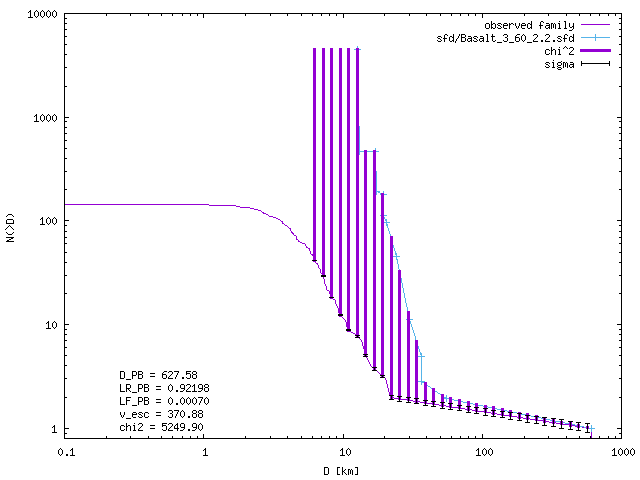 10000
1000
100
10
1
N(>D)
observed family
sfd/Basalt_3_60_2.2.sfd
chi^2
sigma
D_PB = 627.58
LR_PB = 0.92198
LF_PB = 0.00070
v_esc = 370.88
chi2 = 5249.90
0.1 1 10 100 1000
D [km]